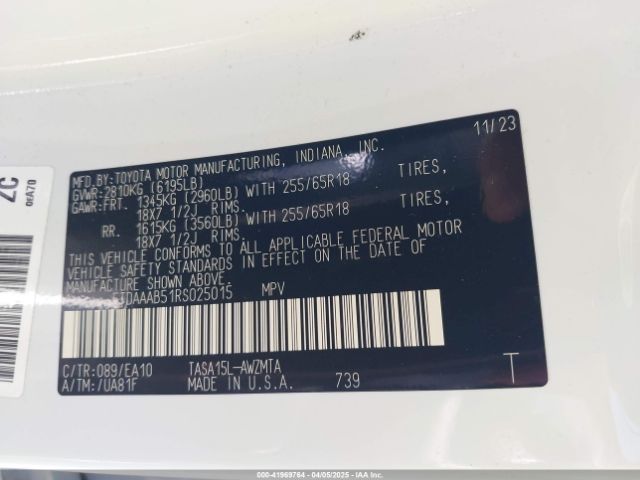 11/23
MFD.BY:TOYOTA MOTOR MANUFACTURING, INDIANA, INC.
GVWR:2810KG (6195LB)
GAWR:FRT. 1345KG (2960LB) WITH 255/65R18 TIRES,
18X7 1/2J RIMS.
RR. 1615KG (3560LB) WITH 255/65R18 TIRES,
18X7 1/2J RIMS.
THIS VEHICLE CONFORMS TO ALL APPLICABLE FEDERAL MOTOR
VEHICLE SAFETY STANDARDS IN EFFECT ON THE DATE OF
MANUFACTURE SHOWN ABOVE.
DAAAB51RS025015 MPV
C/TR:089/EA10 TASA15L-AWZMTA
A/TM:/UA81F MADE IN U.S.A. 739 T
000-41969764 04/05/2025 IAAI.COM